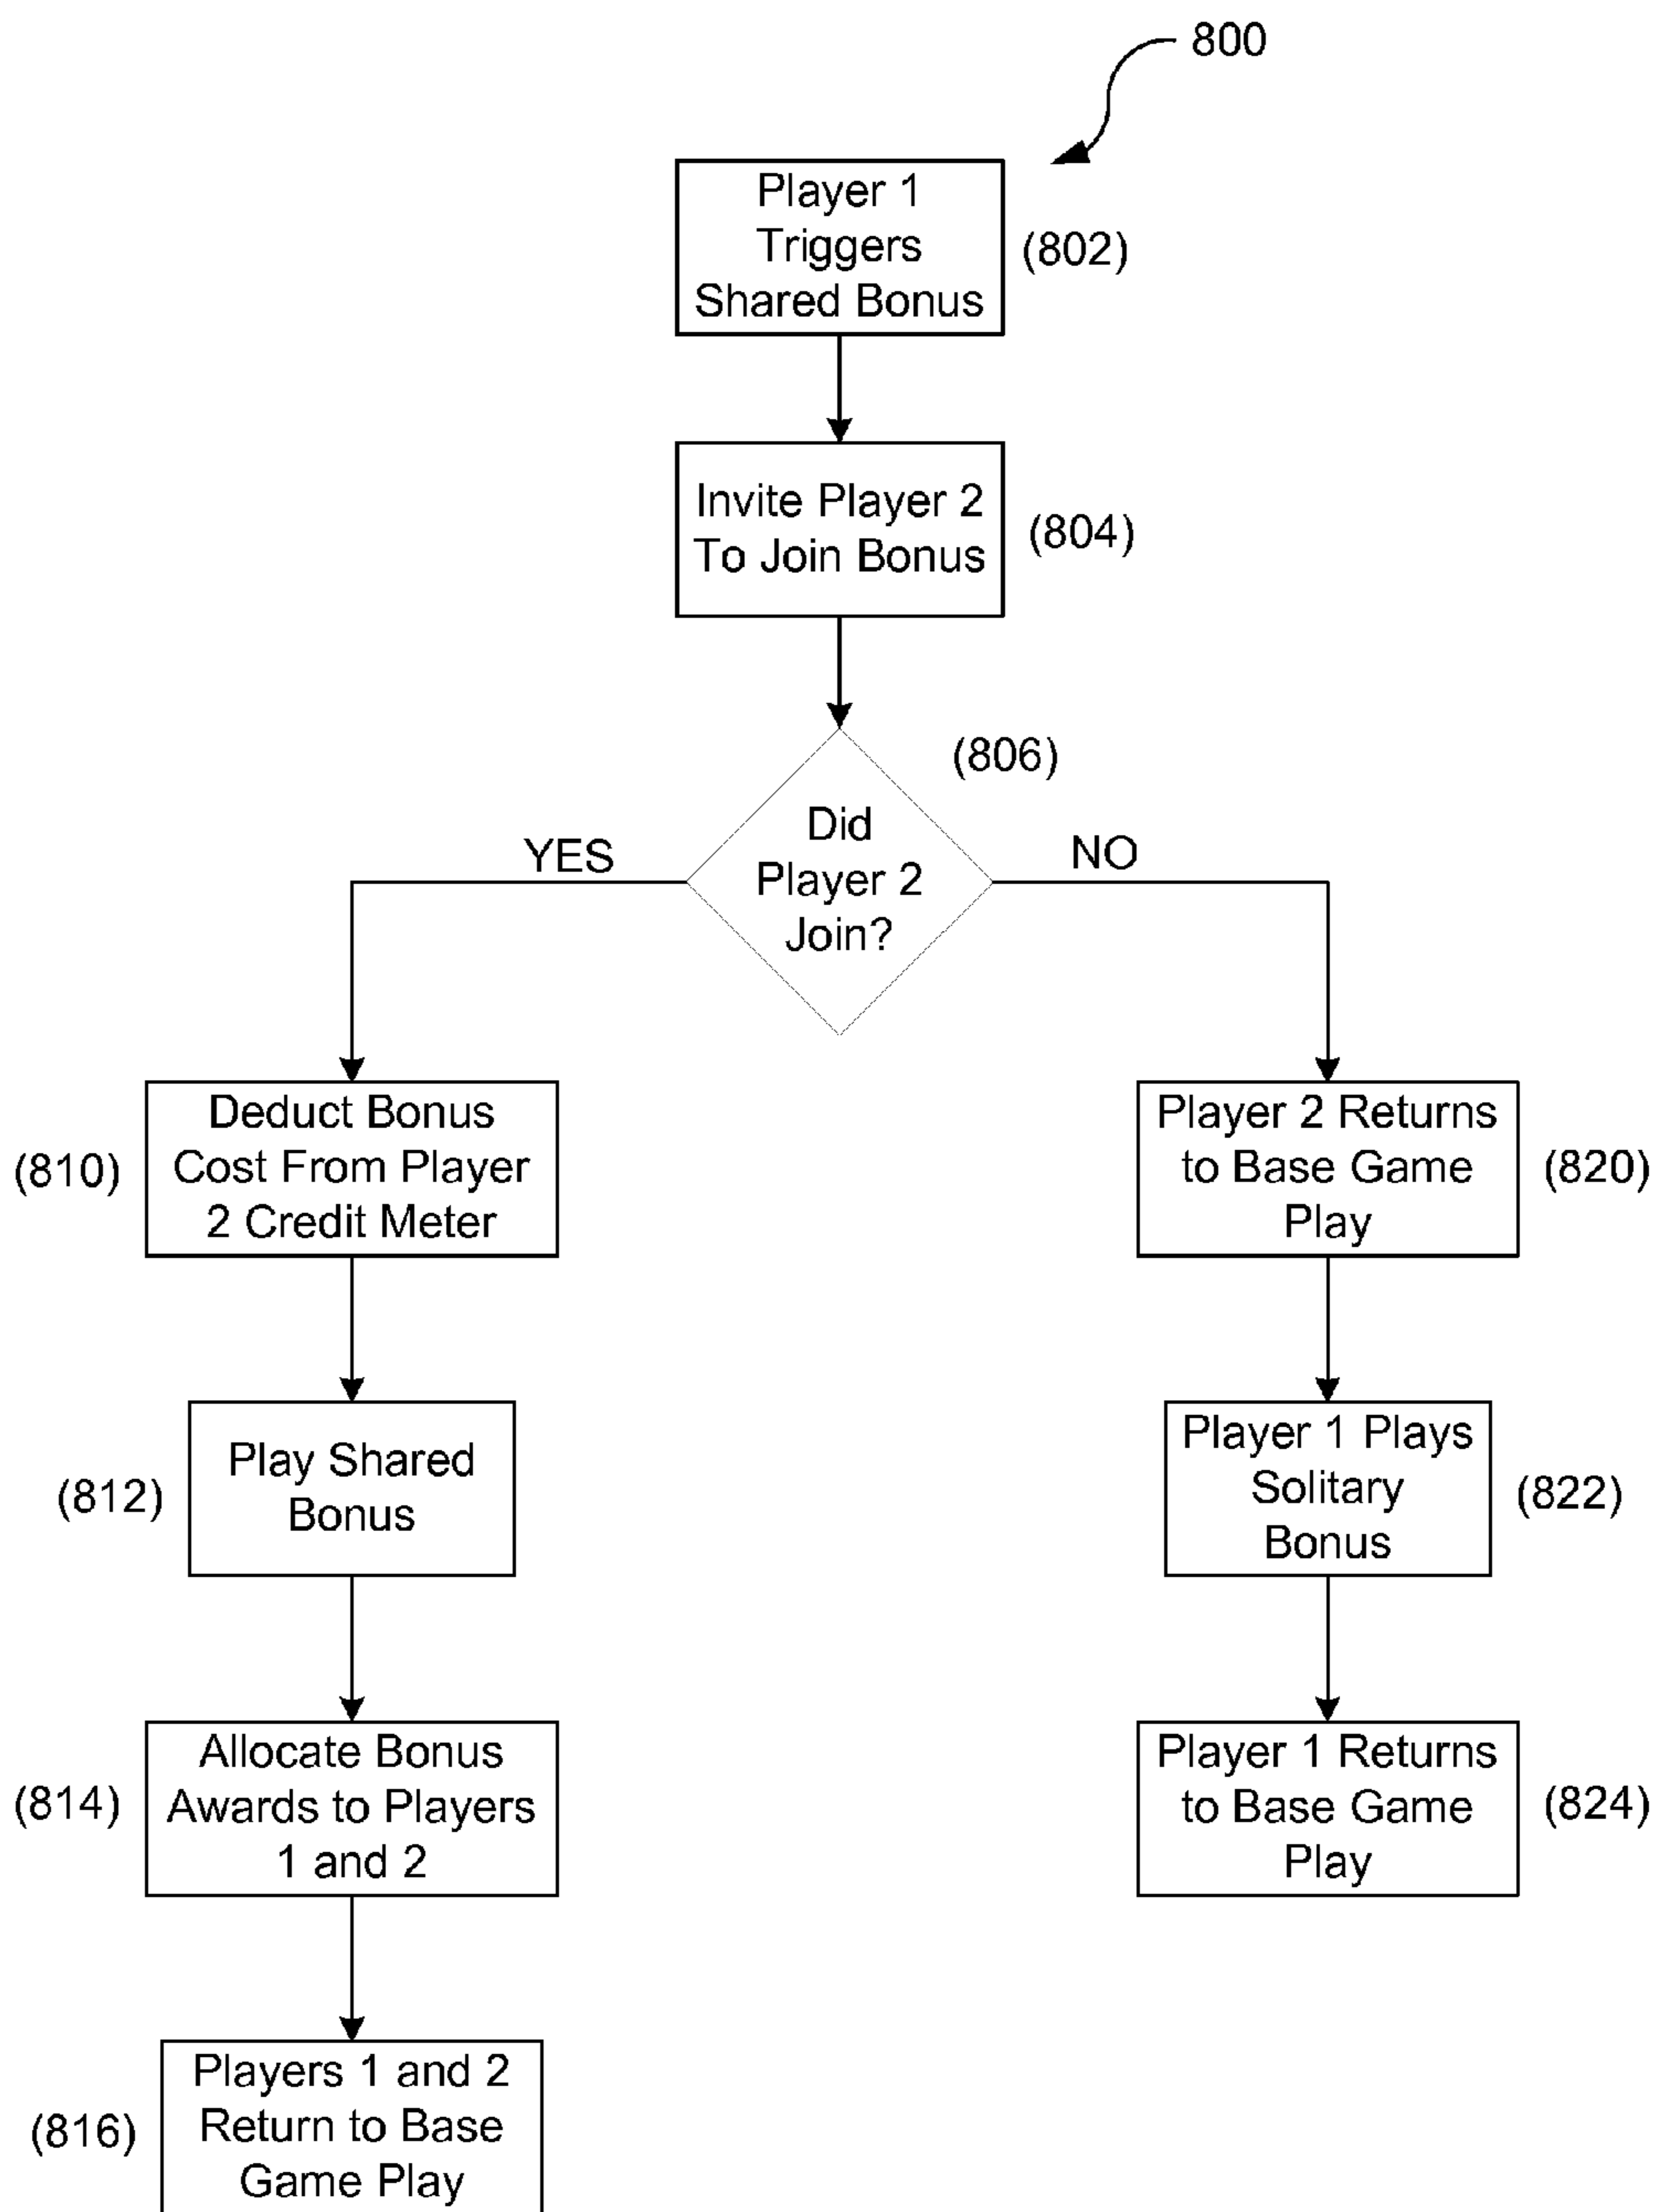 800
Player 1
Triggers
Shared Bonus
(802)
Invite Player 2
To Join Bonus
(804)
(806)
Did
Player 2
Join?
YES
NO
Deduct Bonus
Cost From Player
2 Credit Meter
(810)
Player 2 Returns
to Base Game
Play
(820)
Play Shared
Bonus
(812)
Player 1 Plays
Solitary
Bonus
(822)
Allocate Bonus
Awards to Players
1 and 2
(814)
Player 1 Returns
to Base Game
Play
(824)
Players 1 and 2
Return to Base
Game Play
(816)